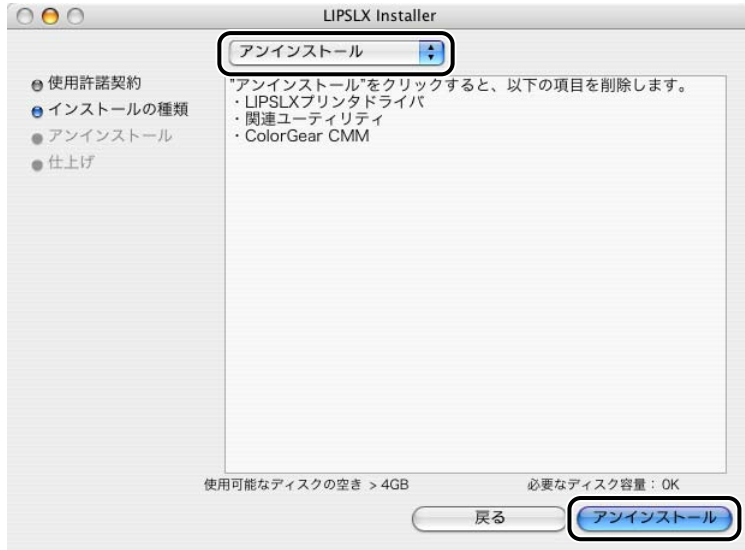 LIPSLX Installer
アンインストール
使用許諾契約
インストールの種類
アンインストール
仕上げ
"アンインストール"をクリックすると、以下の項目を削除します。
・LIPSLXプリンタドライバ
・関連ユーティリティ
・ColorGear CMM
使用可能なディスクの空き > 4GB
必要なディスク容量： 0K
戻る
アンインストール